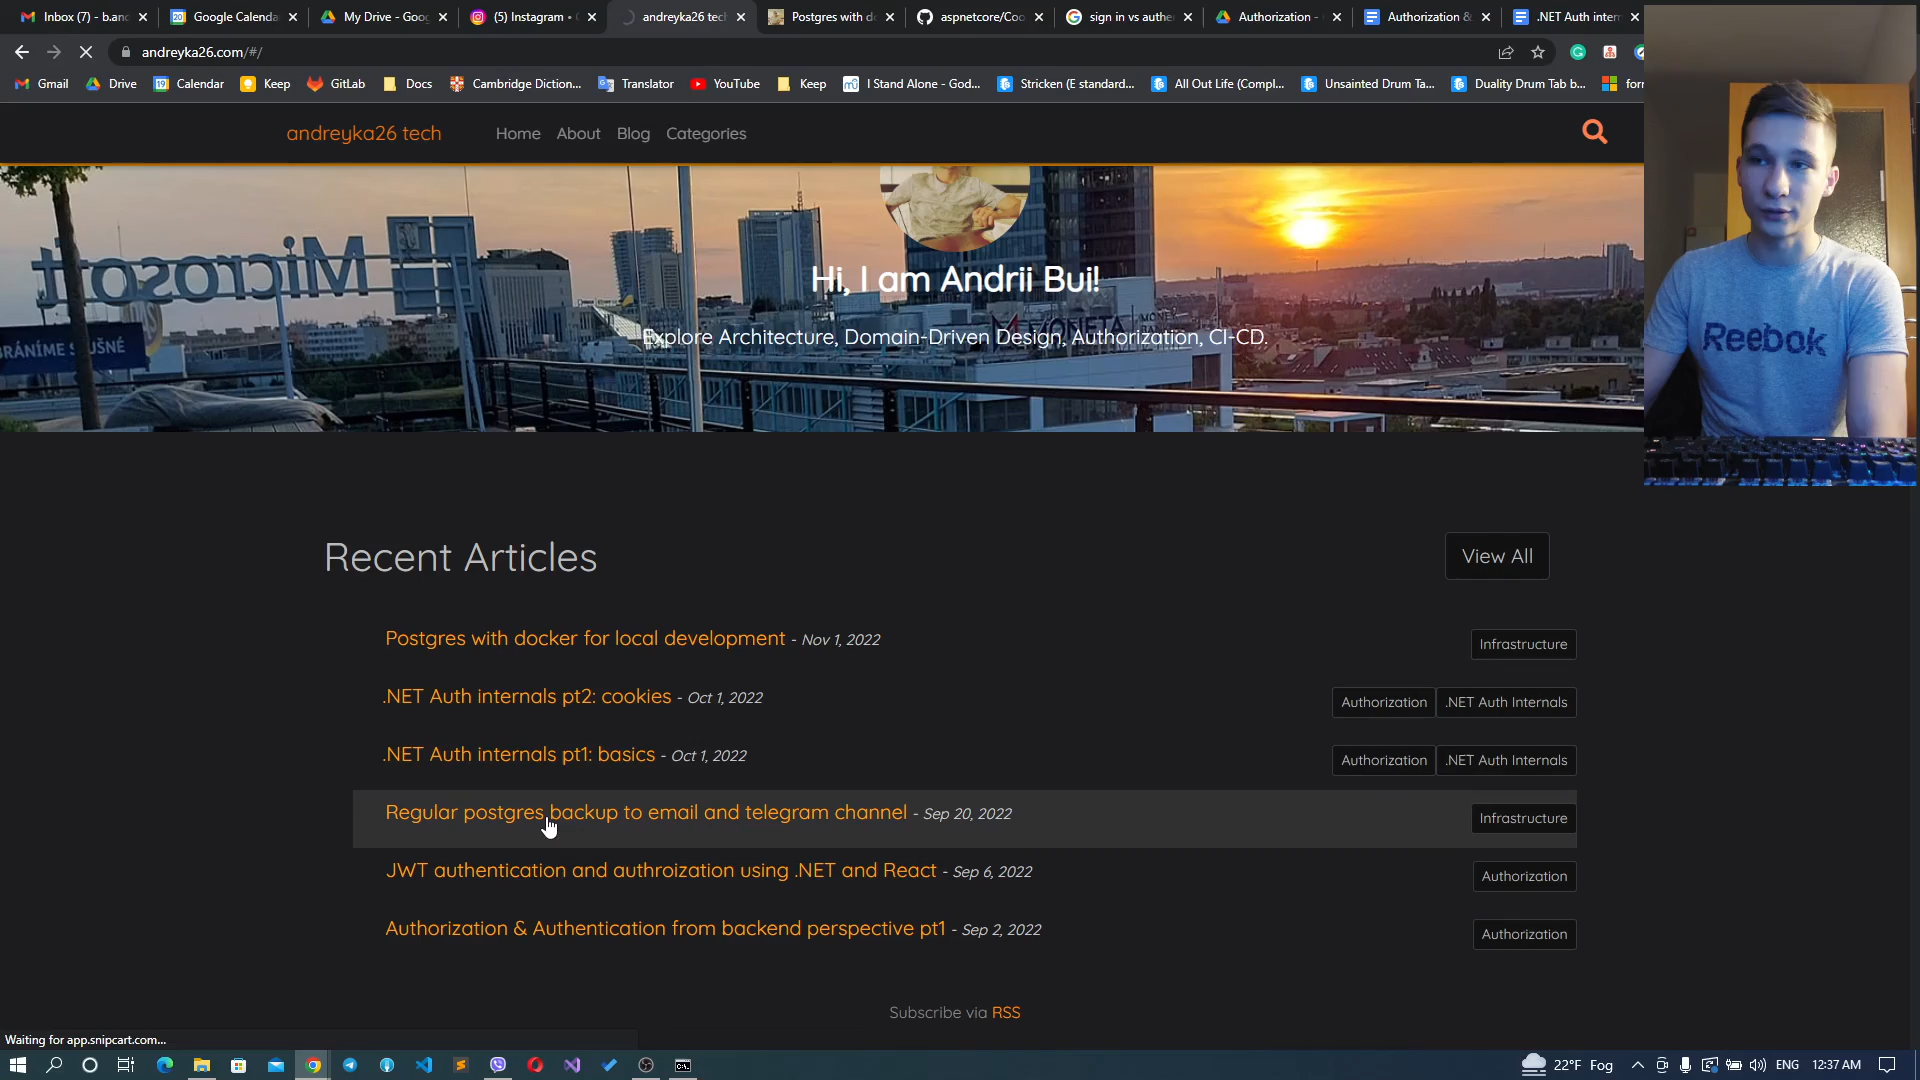 Inbox (7) - b.and
Google Calenda
My Drive - Goog
(5) Instagram •
andreyka26 tech
Postgres with do
aspnetcore/Coo
sign in vs authe
Authorization -
Authorization &
.NET Auth intern
andreyka26.com/#/
Gmail
Drive
Calendar
Keep
GitLab
Docs
Cambridge Diction...
Translator
YouTube
Keep
I Stand Alone - God...
Stricken (E standard...
All Out Life (Compl...
Unsainted Drum Ta...
Duality Drum Tab b...
for
andreyka26 tech
Home
About
Blog
Categories
Microsoft
BRÁNÍME SLUŠNÉ
MONETA
Hi, I am Andrii Bui!
Explore Architecture, Domain-Driven Design, Authorization, CI-CD.
Reebok
Recent Articles
View All
Postgres with docker for local development - Nov 1, 2022
Infrastructure
.NET Auth internals pt2: cookies - Oct 1, 2022
Authorization
.NET Auth Internals
.NET Auth internals pt1: basics - Oct 1, 2022
Authorization
.NET Auth Internals
Regular postgres backup to email and telegram channel - Sep 20, 2022
Infrastructure
JWT authentication and authroization using .NET and React - Sep 6, 2022
Authorization
Authorization & Authentication from backend perspective pt1 - Sep 2, 2022
Authorization
Subscribe via RSS
Waiting for app.snipcart.com...
22°F Fog
ENG
12:37 AM